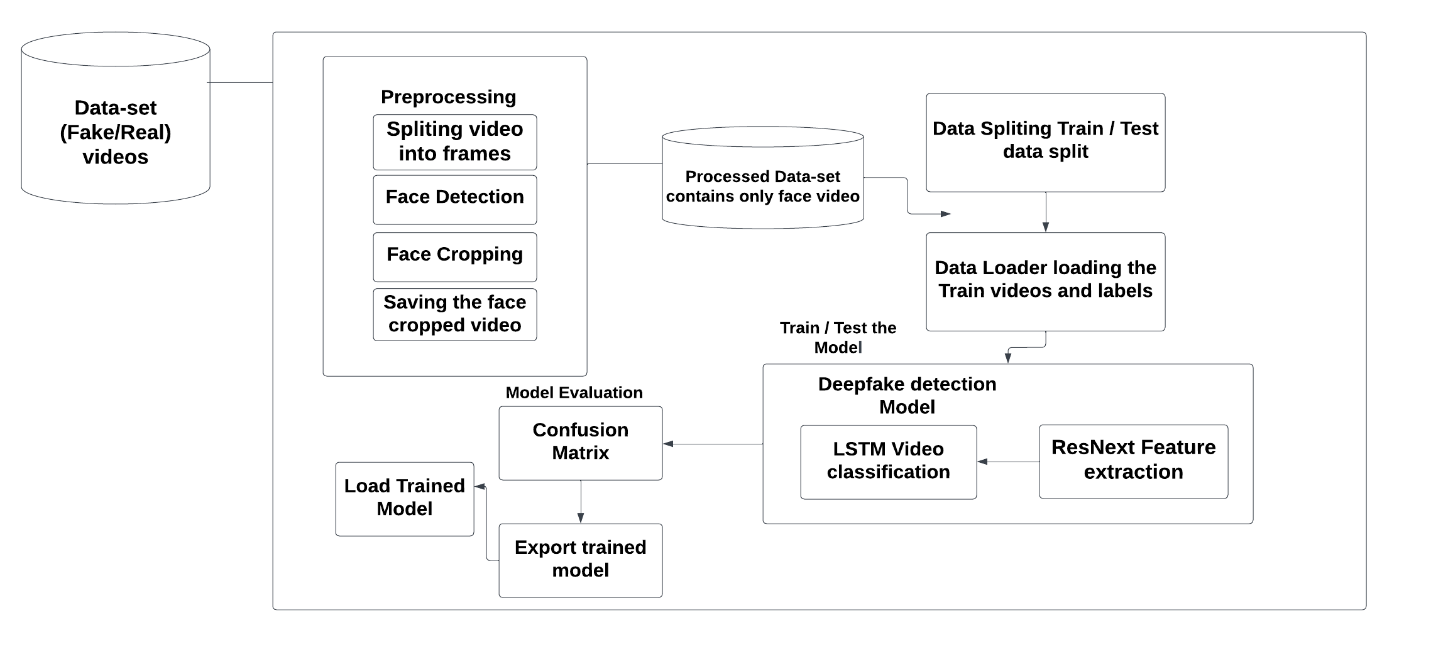 Data-set
(Fake/Real)
videos
Preprocessing
Spliting video
into frames
Face Detection
Face Cropping
Saving the face
cropped video
Processed Data-set
contains only face video
Data Spliting Train / Test
data split
Data Loader loading the
Train videos and labels
Train / Test the
Model
Deepfake detection
Model
LSTM Video
classification
ResNext Feature
extraction
Model Evaluation
Confusion
Matrix
Export trained
model
Load Trained
Model